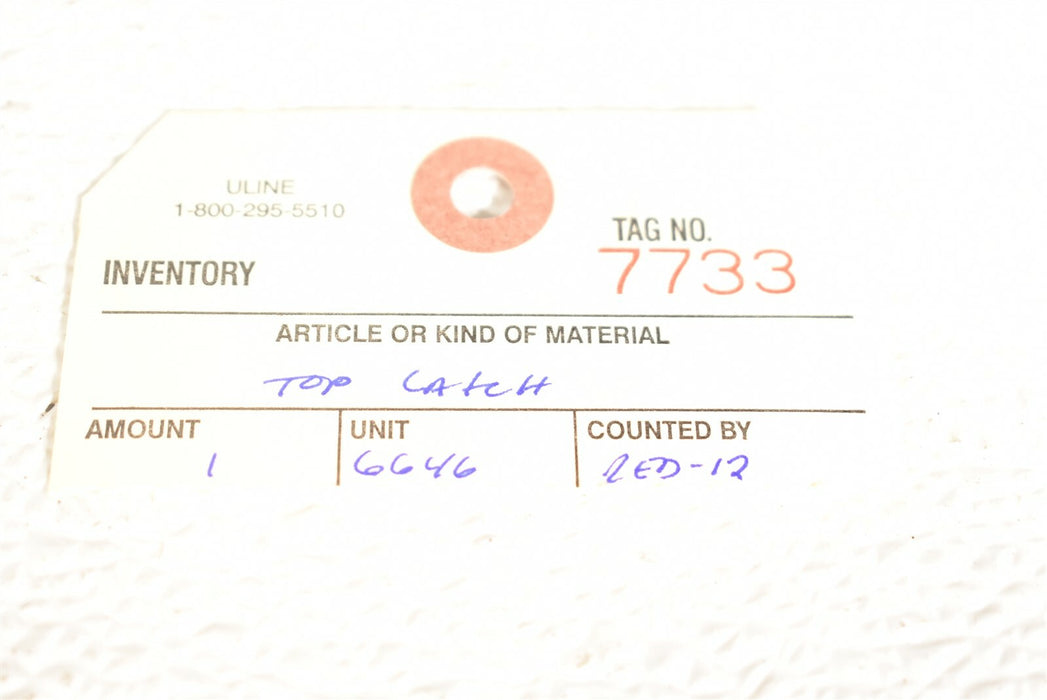 ULINE
1-800-295-5510
TAG NO.
7733
INVENTORY
ARTICLE OR KIND OF MATERIAL
TOP LATCH
AMOUNT UNIT COUNTED BY
1 6646 RED-12